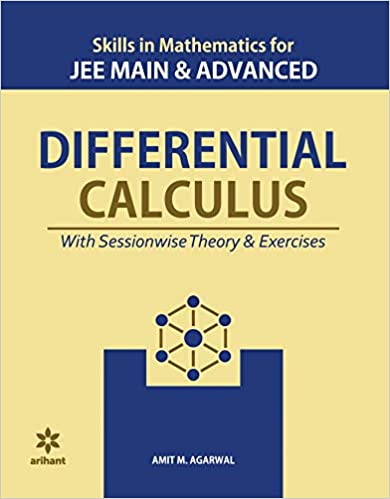 Skills in Mathematics for
JEE MAIN & ADVANCED
DIFFERENTIAL
CALCULUS
With Sessionwise Theory & Exercises
arihant
AMIT M. AGARWAL